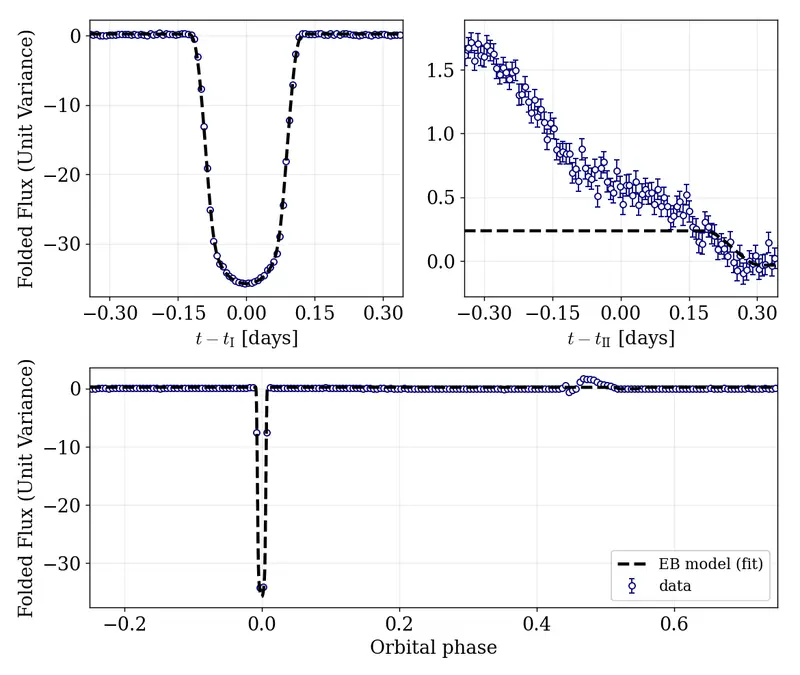 Folded Flux (Unit Variance)
0
−10
−20
−30
−0.30 −0.15 0.00 0.15 0.30
t − t_I [days]
1.5
1.0
0.5
0.0
−0.30 −0.15 0.00 0.15 0.30
t − t_II [days]
Folded Flux (Unit Variance)
0
−10
−20
−30
−0.2 0.0 0.2 0.4 0.6
Orbital phase
EB model (fit)
data